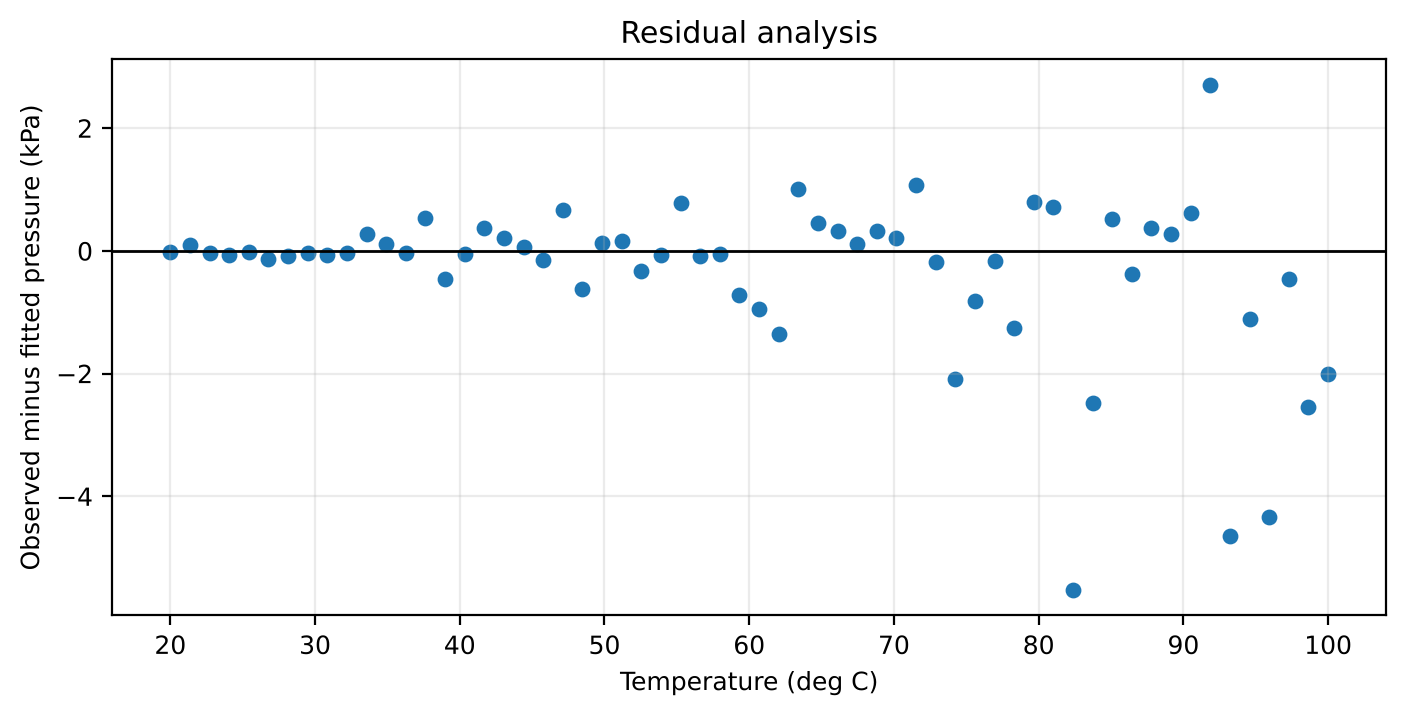 Residual analysis
Observed minus fitted pressure (kPa)
2
0
−2
−4
20 30 40 50 60 70 80 90 100
Temperature (deg C)